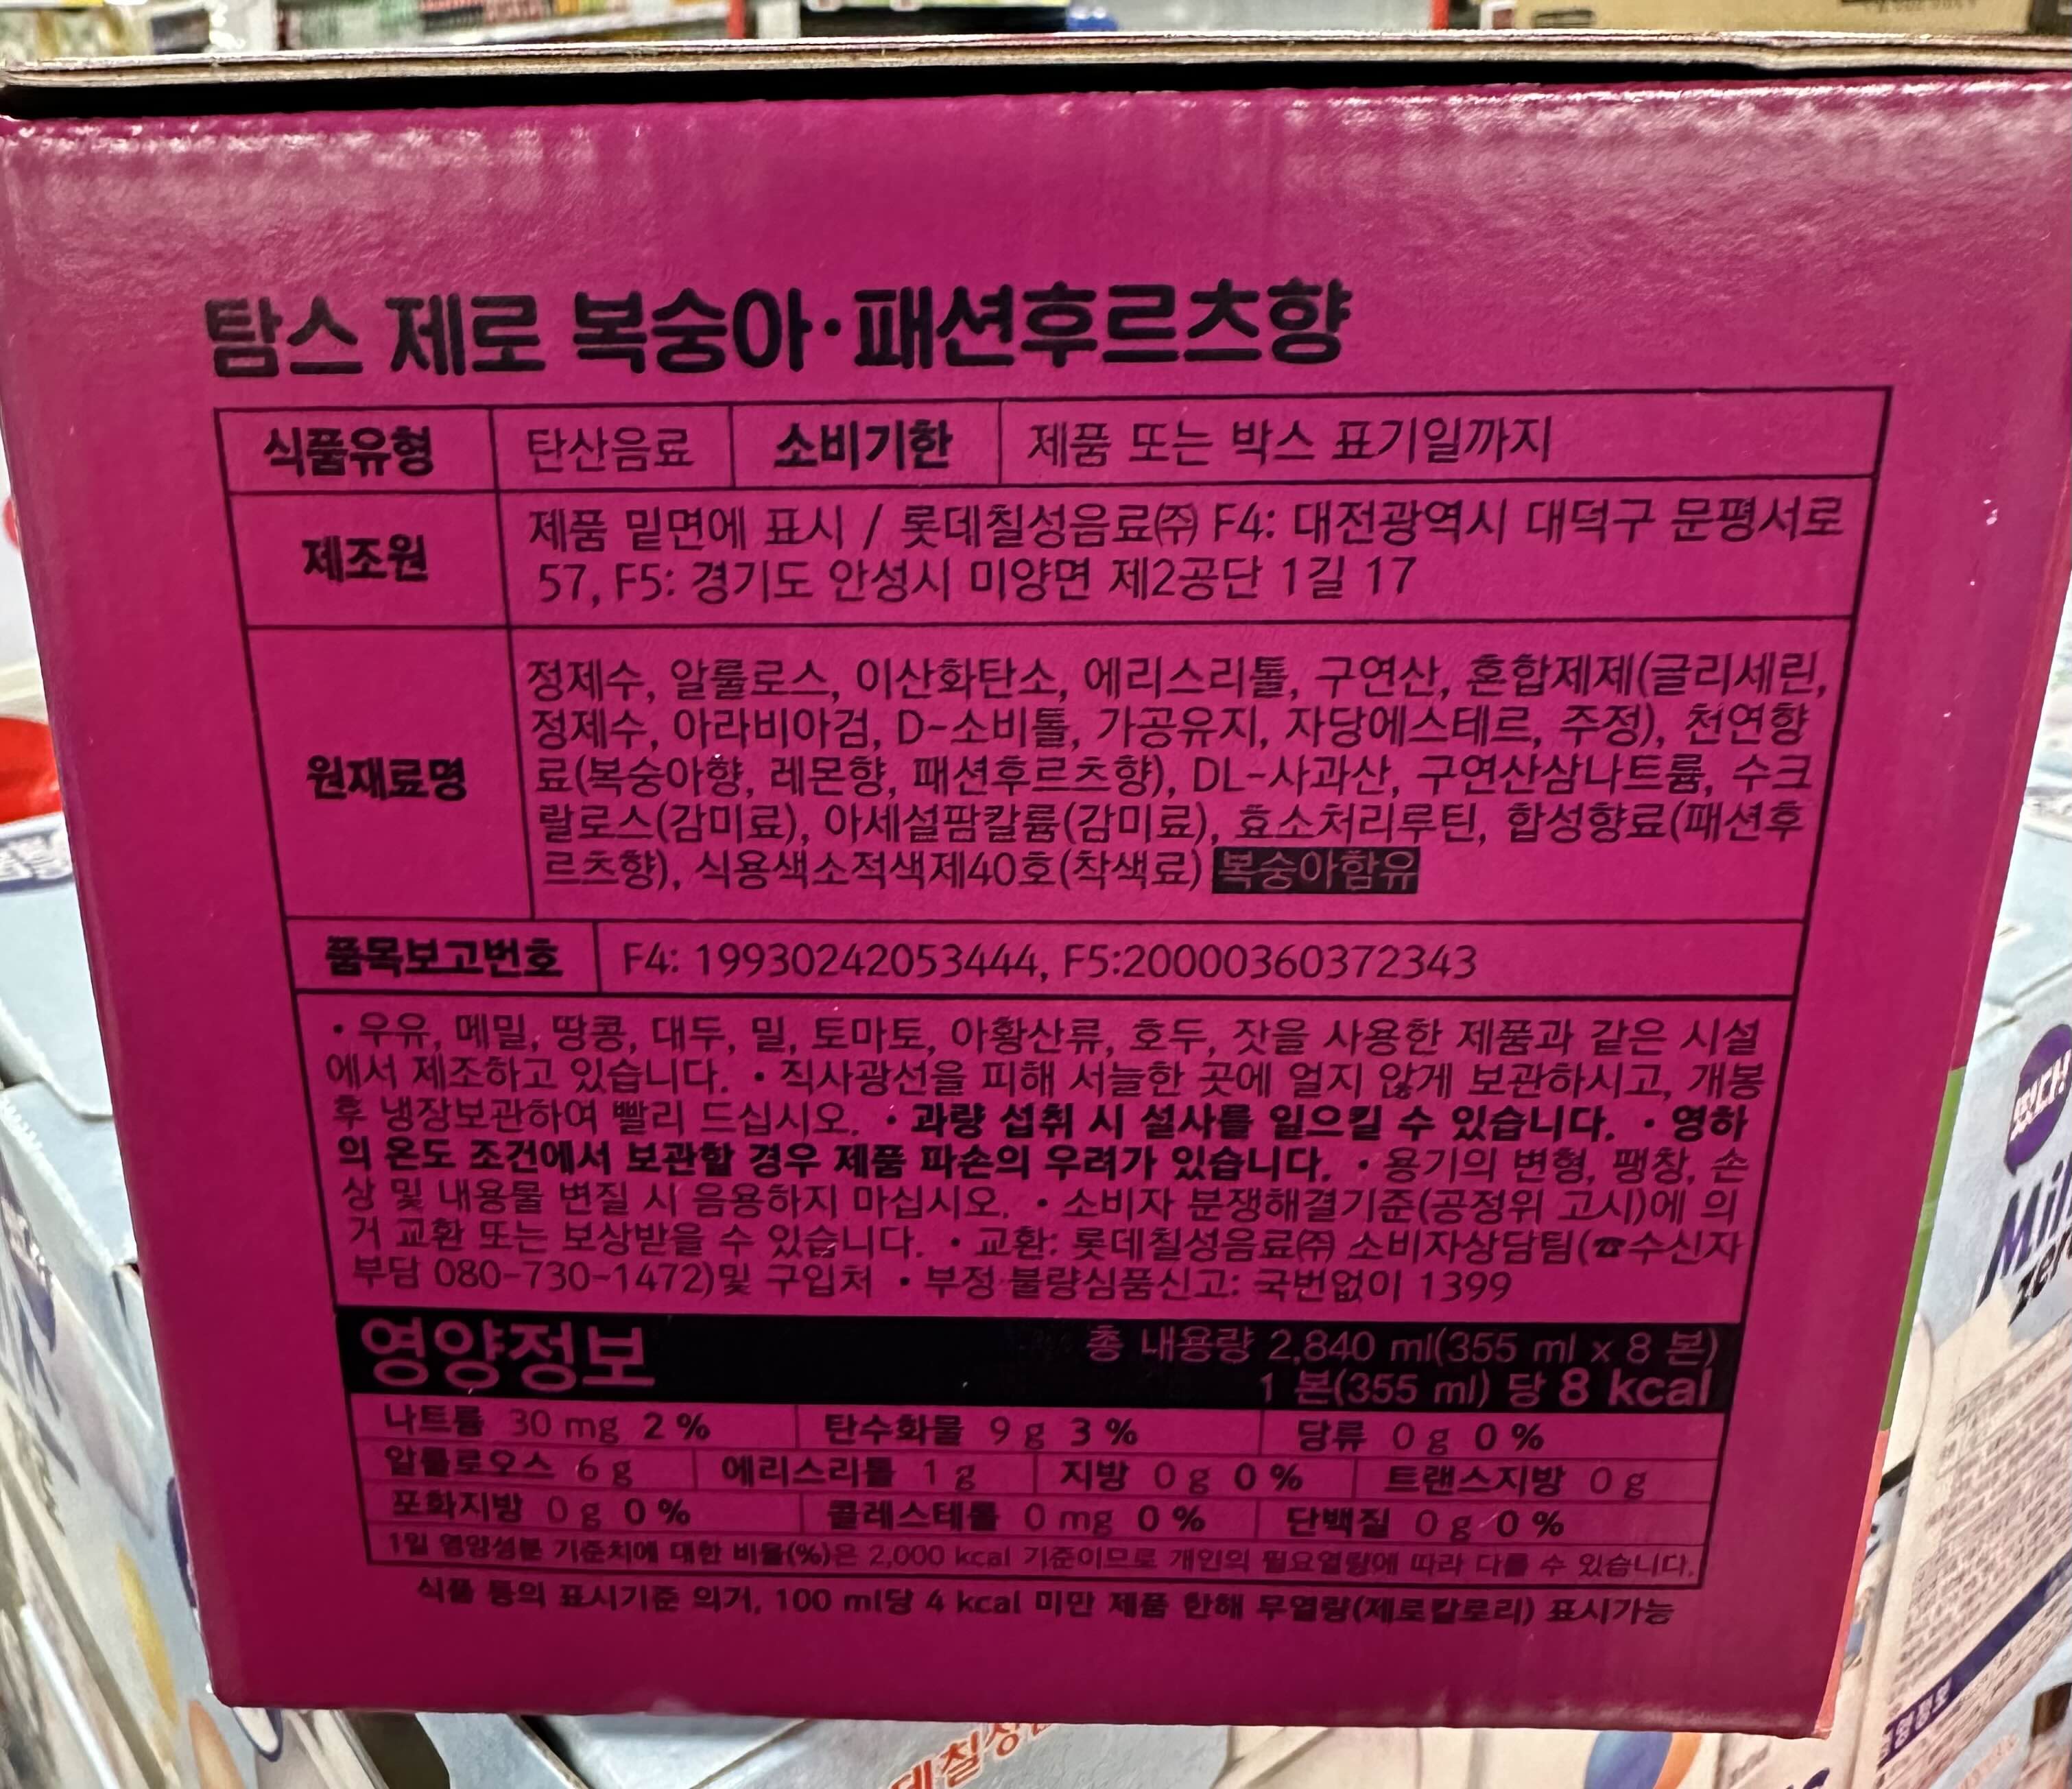 탐스 제로 복숭아·패션후르츠향
식품유형 탄산음료 소비기한 제품 또는 박스 표기일까지
제조원 제품 밑면에 표시 / 롯데칠성음료㈜ F4: 대전광역시 대덕구 문평서로
57, F5: 경기도 안성시 미양면 제2공단 1길 17
원재료명
정제수, 알룰로스, 이산화탄소, 에리스리톨, 구연산, 혼합제제(글리세린,
정제수, 아라비아검, D-소비톨, 가공유지, 자당에스테르, 주정), 천연향
료(복숭아향, 레몬향, 패션후르츠향), DL-사과산, 구연산삼나트륨, 수크
랄로스(감미료), 아세설팜칼륨(감미료), 효소처리루틴, 합성향료(패션후
르츠향), 식용색소적색제40호(착색료) 복숭아함유
품목보고번호 F4: 19930242053444, F5:20000360372343
• 우유, 메밀, 땅콩, 대두, 밀, 토마토, 아황산류, 호두, 잣을 사용한 제품과 같은 시설
에서 제조하고 있습니다. • 직사광선을 피해 서늘한 곳에 얼지 않게 보관하시고, 개봉
후 냉장보관하여 빨리 드십시오. • 과량 섭취 시 설사를 일으킬 수 있습니다. • 영하
의 온도 조건에서 보관할 경우 제품 파손의 우려가 있습니다. • 용기의 변형, 팽창, 손
상 및 내용물 변질 시 음용하지 마십시오. • 소비자 분쟁해결기준(공정위 고시)에 의
거 교환 또는 보상받을 수 있습니다. • 교환: 롯데칠성음료㈜ 소비자상담팀(☎수신자
부담 080-730-1472)및 구입처 • 부정·불량식품신고: 국번없이 1399
영양정보
총 내용량 2,840 ml(355 ml x 8 본)
1 본(355 ml) 당 8 kcal
나트륨 30 mg 2 % 탄수화물 9 g 3 % 당류 0 g 0 %
알룰로오스 6 g 에리스리톨 1 g 지방 0 g 0 % 트랜스지방 0 g
포화지방 0 g 0 % 콜레스테롤 0 mg 0 % 단백질 0 g 0 %
1일 영양성분 기준치에 대한 비율(%)은 2,000 kcal 기준이므로 개인의 필요열량에 따라 다를 수 있습니다.
식품 등의 표시기준 의거, 100 ml당 4 kcal 미만 제품 한해 무열량(제로칼로리) 표시가능